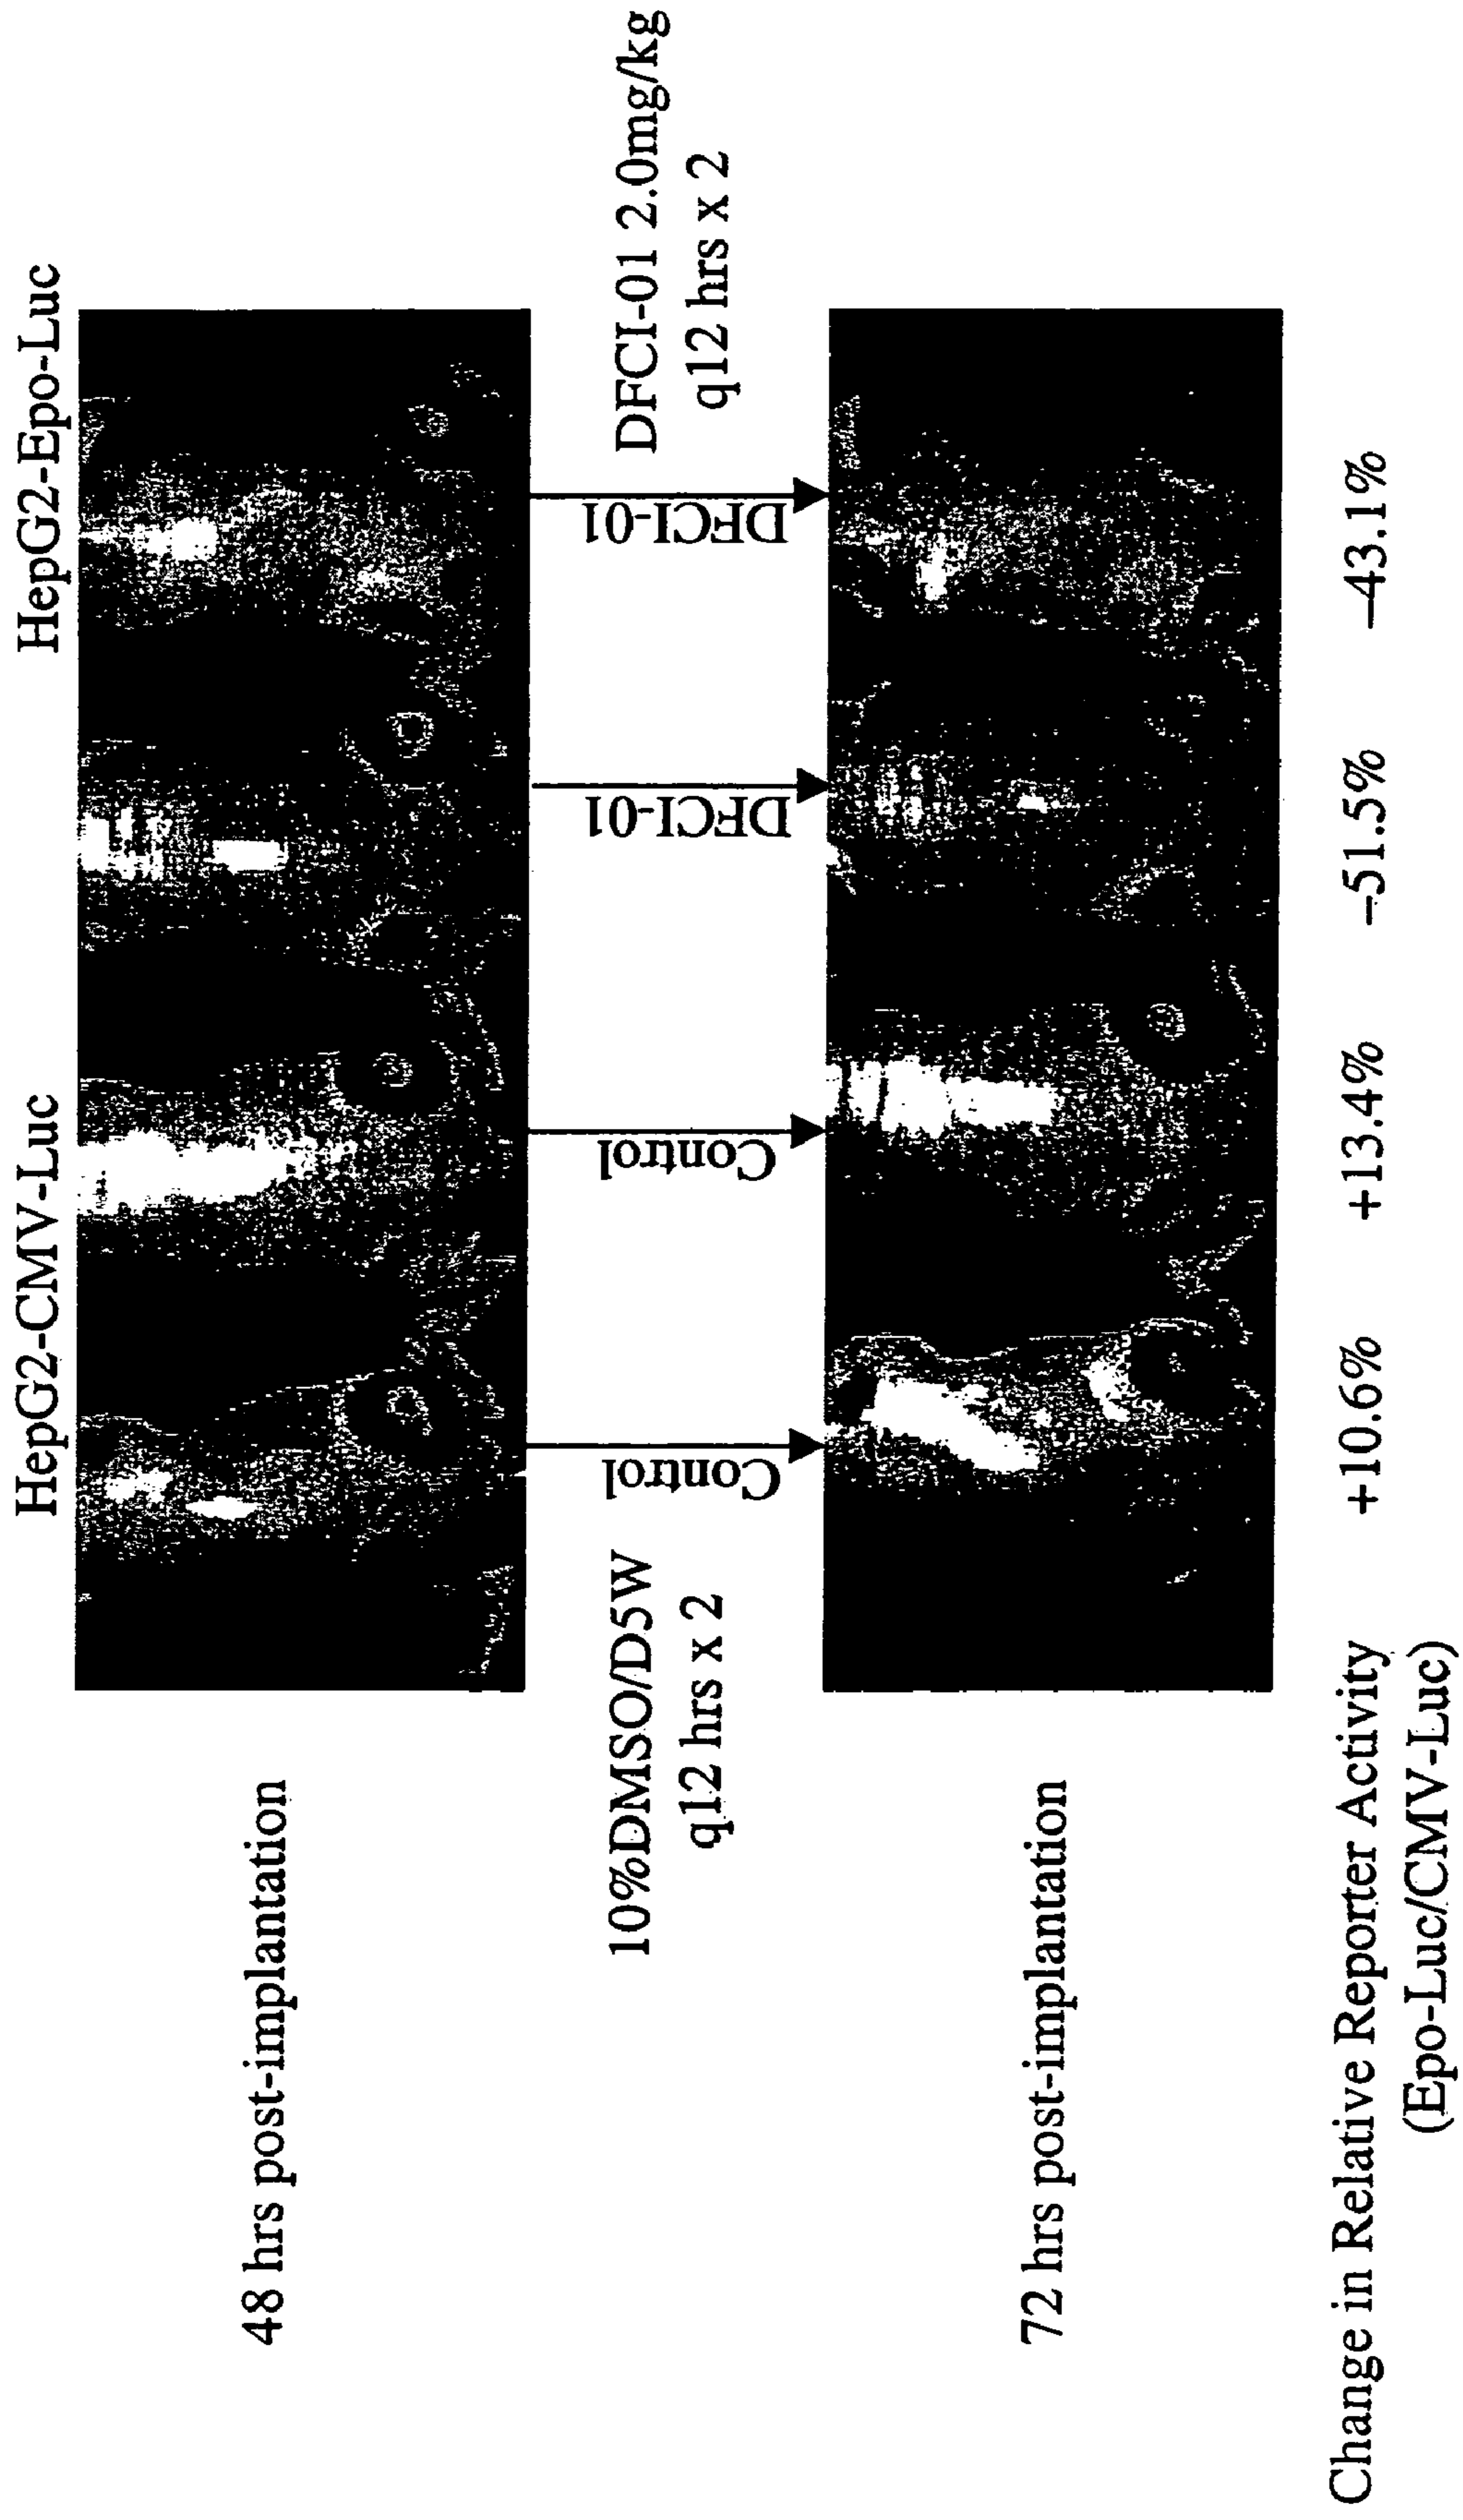 HepG2-CMV-Luc
HepG2-Epo-Luc
48 hrs post-implantation
10%DMSO/D5W
q12 hrs x 2
Control
Control
DFCI-01
DFCI-01
DFCI-01 2.0mg/kg
q12 hrs x 2
72 hrs post-implantation
Change in Relative Reporter Activity
(Epo-Luc/CMV-Luc)
+10.6%
+13.4%
–51.5%
–43.1%